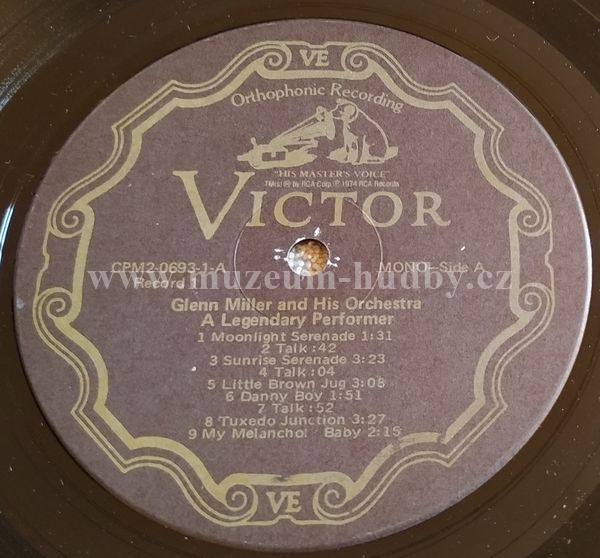 VE
Orthophonic Recording
"HIS MASTER'S VOICE"
TM(s) ® by RCA Corp. ℗ 1974 RCA Records
VICTOR
CPM2-0693-1-A
Record 1
MONO-Side A
www.muzeum-hudby.cz
Glenn Miller and His Orchestra
A Legendary Performer
1 Moonlight Serenade 1:31
2 Talk :42
3 Sunrise Serenade 3:23
4 Talk :04
5 Little Brown Jug 3:08
6 Danny Boy 1:51
7 Talk :52
8 Tuxedo Junction 3:27
9 My Melanchol Baby 2:15
VE